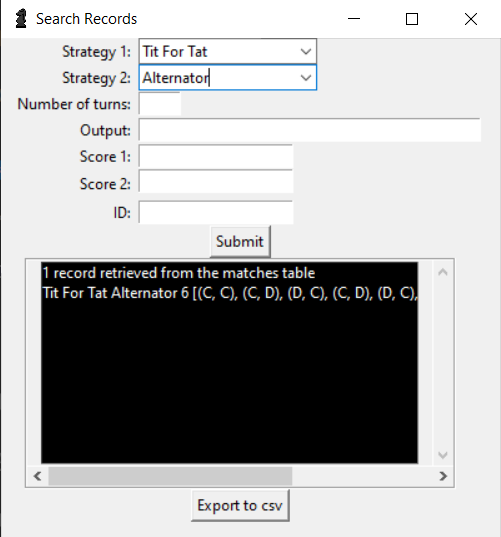 Search Records
Strategy 1: Tit For Tat
Strategy 2: Alternator
Number of turns:
Output:
Score 1:
Score 2:
ID:
Submit
1 record retrieved from the matches table
Tit For Tat Alternator 6 [(C, C), (C, D), (D, C), (C, D), (D, C),
Export to csv